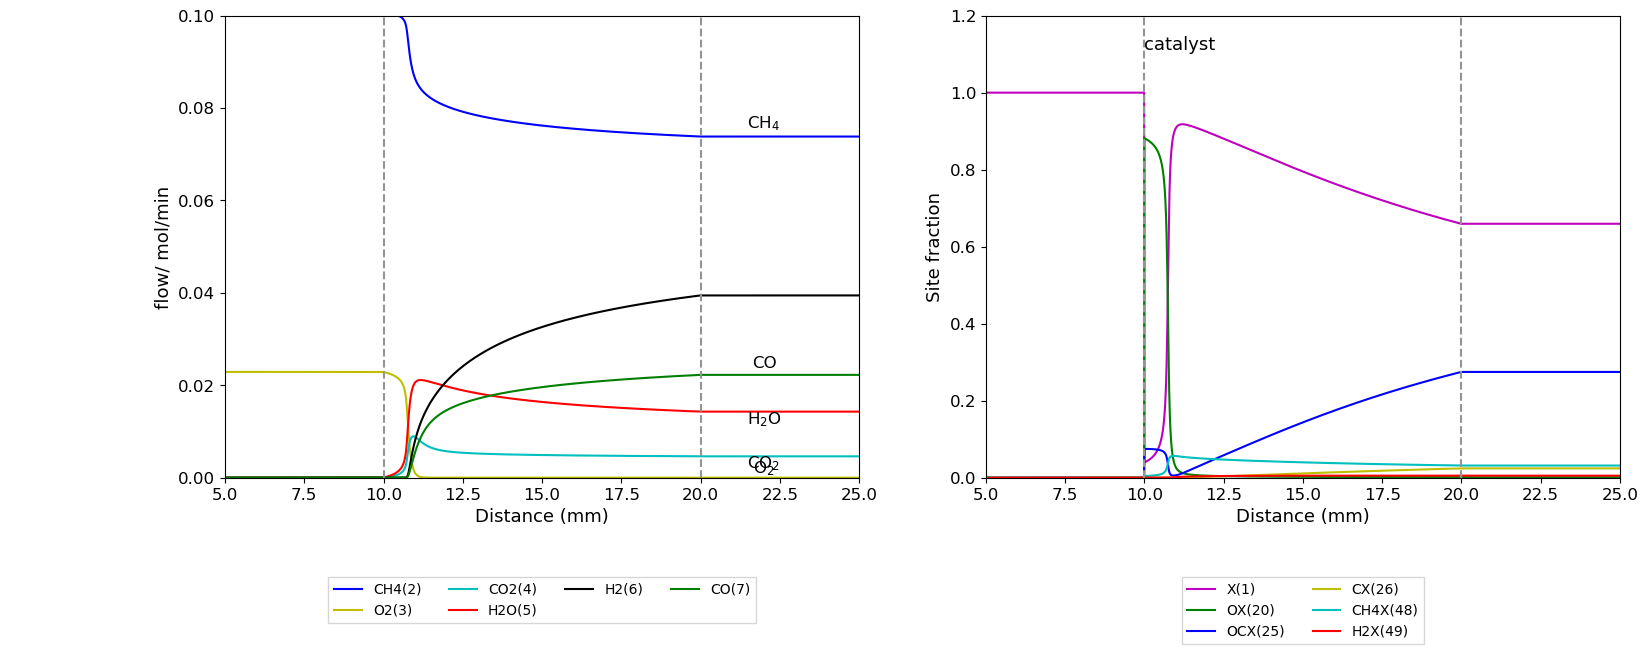 0.10
0.08
0.06
0.04
0.02
0.00
flow/ mol/min
CH₄
CO
H₂O
CO₂
O₂
5.0 7.5 10.0 12.5 15.0 17.5 20.0 22.5 25.0
Distance (mm)
CH4(2) CO2(4) H2(6) CO(7)
O2(3) H2O(5)
1.2
1.0
0.8
0.6
0.4
0.2
0.0
Site fraction
catalyst
5.0 7.5 10.0 12.5 15.0 17.5 20.0 22.5 25.0
Distance (mm)
X(1) CX(26)
OX(20) CH4X(48)
OCX(25) H2X(49)